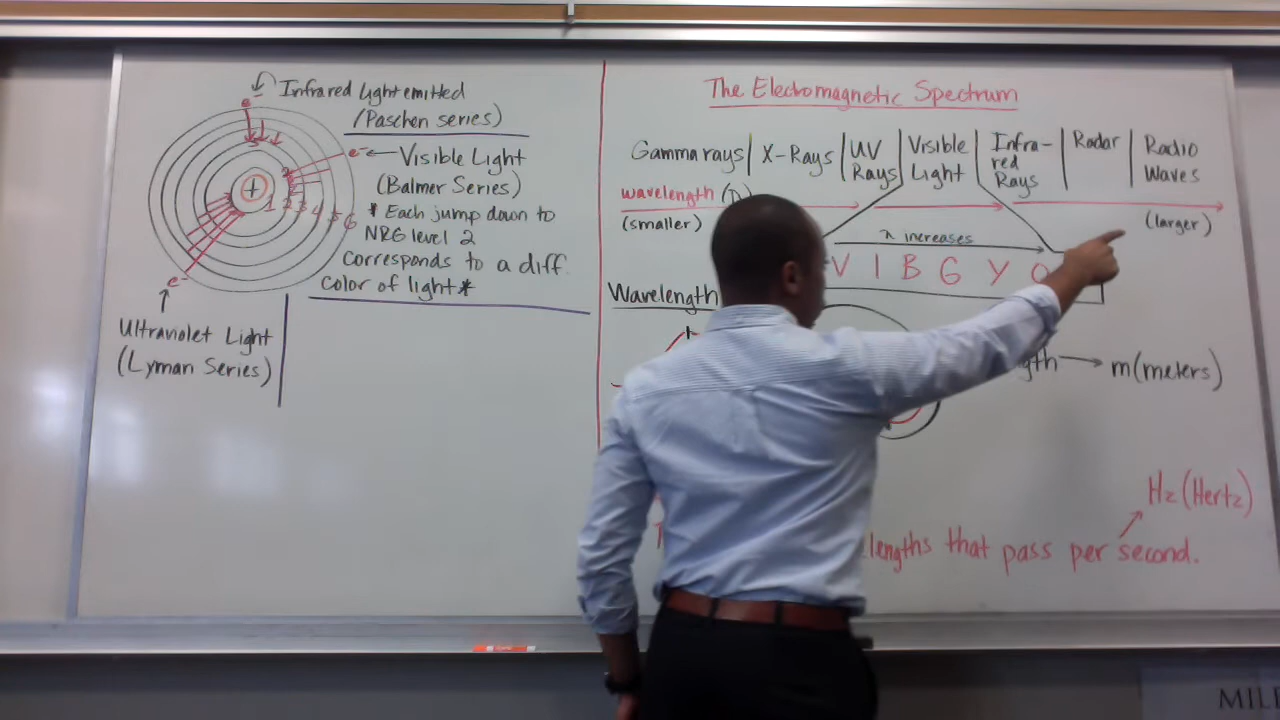 Infrared Light emitted
(Paschen series)
e-
e- ← Visible Light
(Balmer Series)
* Each jump down to
NRG level 2
Corresponds to a diff.
Color of light *
+
1 2 3 4 5 6
e-
Ultraviolet Light
(Lyman Series)
The Electromagnetic Spectrum
Gamma rays | X-Rays | UV Rays | Visible Light | Infra-red Rays | Radar | Radio Waves
wavelength (λ)
(smaller) (larger)
λ increases
V I B G Y O
Wavelength
→ m (meters)
Hz (Hertz)
lengths that pass per second.
MILE